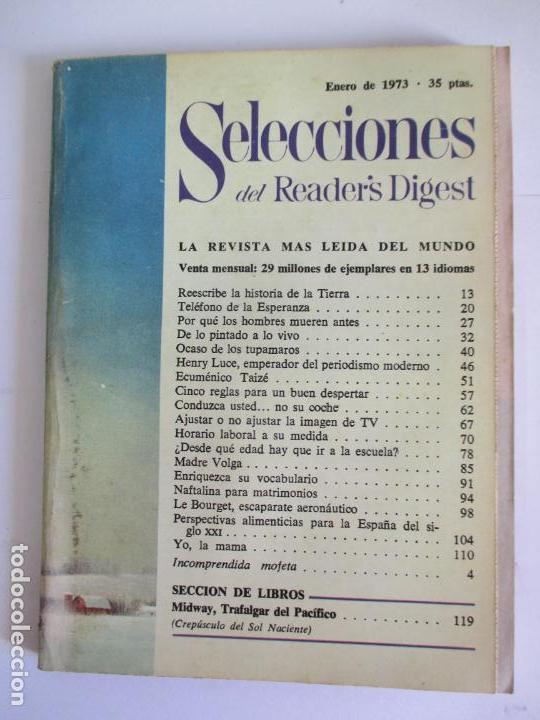 Enero de 1973 · 35 ptas.
Selecciones
del Reader's Digest
LA REVISTA MAS LEIDA DEL MUNDO
Venta mensual: 29 millones de ejemplares en 13 idiomas
Reescribe la historia de la Tierra . . . . . . . . . 13
Teléfono de la Esperanza . . . . . . . . . . . . . 20
Por qué los hombres mueren antes . . . . . . . . 27
De lo pintado a lo vivo . . . . . . . . . . . . . . 32
Ocaso de los tupamaros . . . . . . . . . . . . . . 40
Henry Luce, emperador del periodismo moderno . 46
Ecuménico Taizé . . . . . . . . . . . . . . . . . 51
Cinco reglas para un buen despertar . . . . . . . 57
Conduzca usted... no su coche . . . . . . . . . . 62
Ajustar o no ajustar la imagen de TV . . . . . . 67
Horario laboral a su medida . . . . . . . . . . . 70
¿Desde qué edad hay que ir a la escuela? . . . . 78
Madre Volga . . . . . . . . . . . . . . . . . . . 85
Enriquezca su vocabulario . . . . . . . . . . . . 91
Naftalina para matrimonios . . . . . . . . . . . . 94
Le Bourget, escaparate aeronáutico . . . . . . . . 98
Perspectivas alimenticias para la España del si-
glo XXI . . . . . . . . . . . . . . . . . . . . . 104
Yo, la mama . . . . . . . . . . . . . . . . . . . 110
Incomprendida mofeta . . . . . . . . . . . . . . . 4
SECCION DE LIBROS
Midway, Trafalgar del Pacífico . . . . . . . . . . 119
(Crepúsculo del Sol Naciente)
todocoleccion